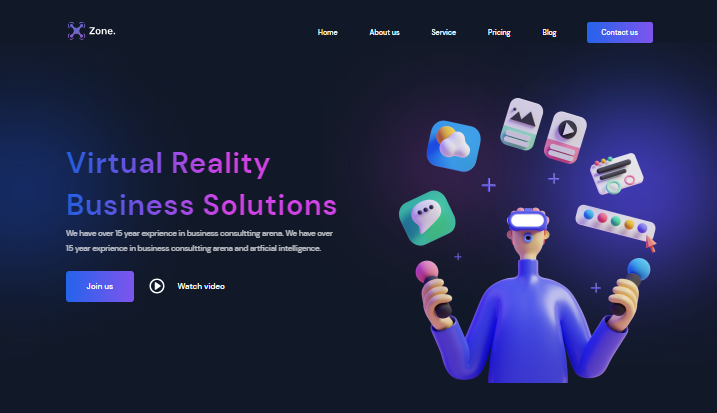 Zone.
Home About us Service Pricing Blog Contact us
Virtual Reality
Business Solutions
We have over 15 year exprience in business consultting arena. We have over
15 year exprience in business consultting arena and artficial intelligence.
Join us Watch video